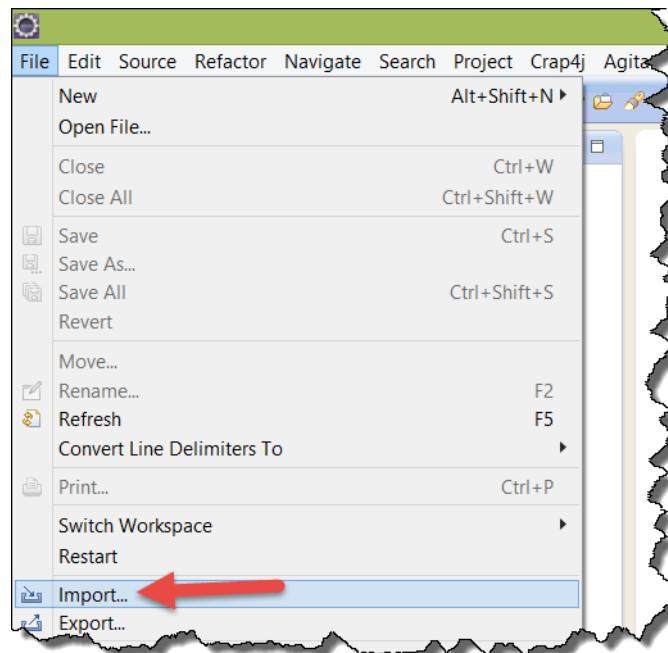 File Edit Source Refactor Navigate Search Project Crap4j
New Alt+Shift+N
Open File...
Close Ctrl+W
Close All Ctrl+Shift+W
Save Ctrl+S
Save As...
Save All Ctrl+Shift+S
Revert
Move...
Rename... F2
Refresh F5
Convert Line Delimiters To
Print... Ctrl+P
Switch Workspace
Restart
Import...
Export...